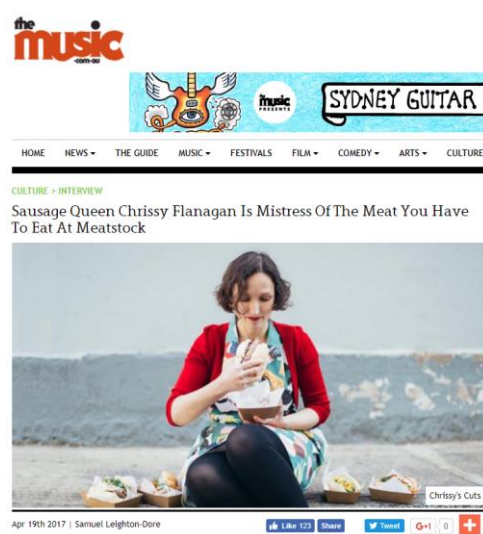 the
music
.com.au
the music
PRESENTS
SYDNEY GUITAR
HOME NEWS THE GUIDE MUSIC FESTIVALS FILM COMEDY ARTS CULTURE
CULTURE > INTERVIEW
Sausage Queen Chrissy Flanagan Is Mistress Of The Meat You Have
To Eat At Meatstock
Chrissy's Cuts
Apr 19th 2017 | Samuel Leighton-Dore Like 123 Share Tweet G+1 0